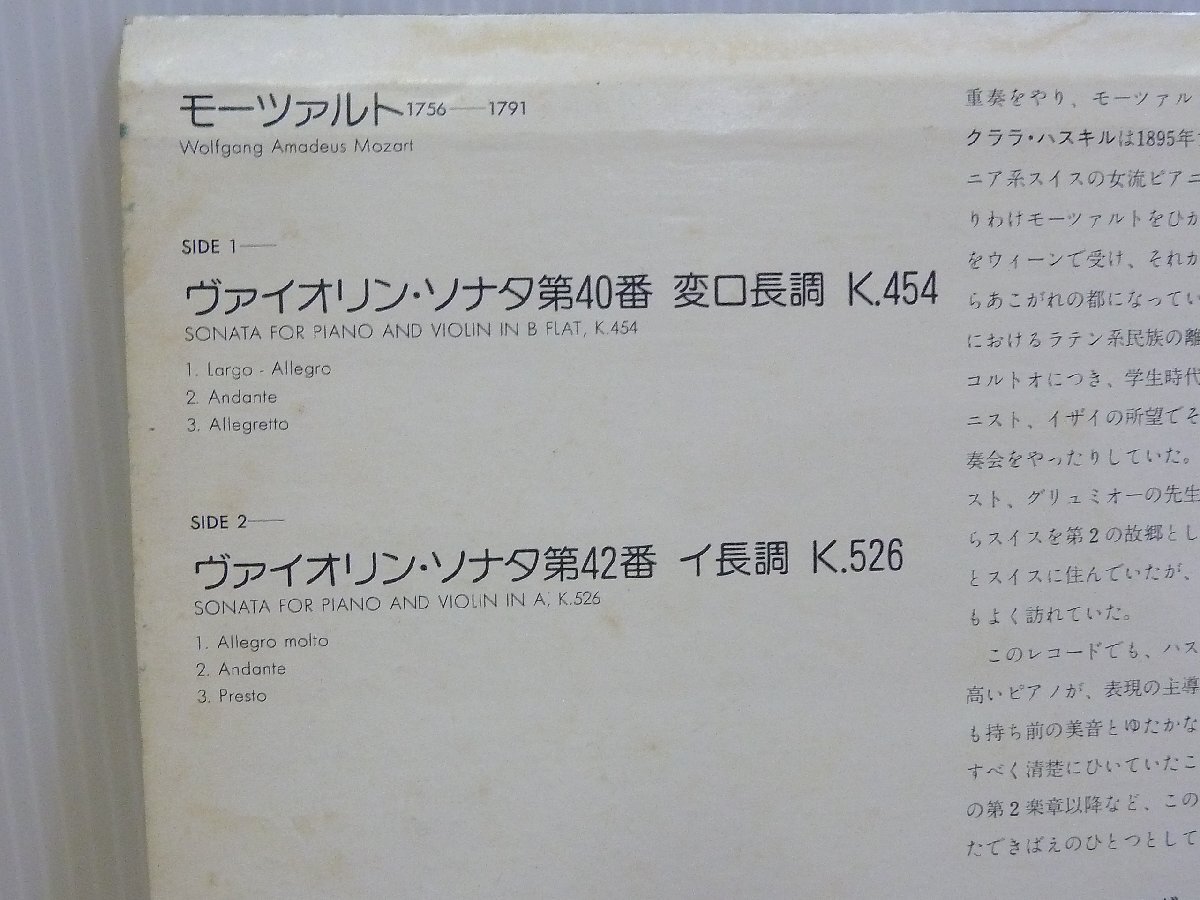 モーツァルト 1756―1791
Wolfgang Amadeus Mozart
SIDE 1―
ヴァイオリン・ソナタ第40番 変ロ長調 K.454
SONATA FOR PIANO AND VIOLIN IN B FLAT, K.454
1. Largo - Allegro
2. Andante
3. Allegretto
SIDE 2―
ヴァイオリン・ソナタ第42番 イ長調 K.526
SONATA FOR PIANO AND VIOLIN IN A, K.526
1. Allegro molto
2. Andante
3. Presto
重奏をやり、モーツァル
クララ・ハスキルは1895年
ニア系スイスの女流ピアニ
りわけモーツァルトをひか
をウィーンで受け、それか
らあこがれの都になってい
におけるラテン系民族の離
コルトオにつき、学生時代
ニスト、イザイの所望でそ
奏会をやったりしていた。
スト、グリュミオーの先生
らスイスを第2の故郷とし
とスイスに住んでいたが、
もよく訪れていた。
このレコードでも、ハス
高いピアノが、表現の主導
も持ち前の美音とゆたかな
すべく清楚にひいていたこ
の第2楽章以降など、この
たできばえのひとつとして